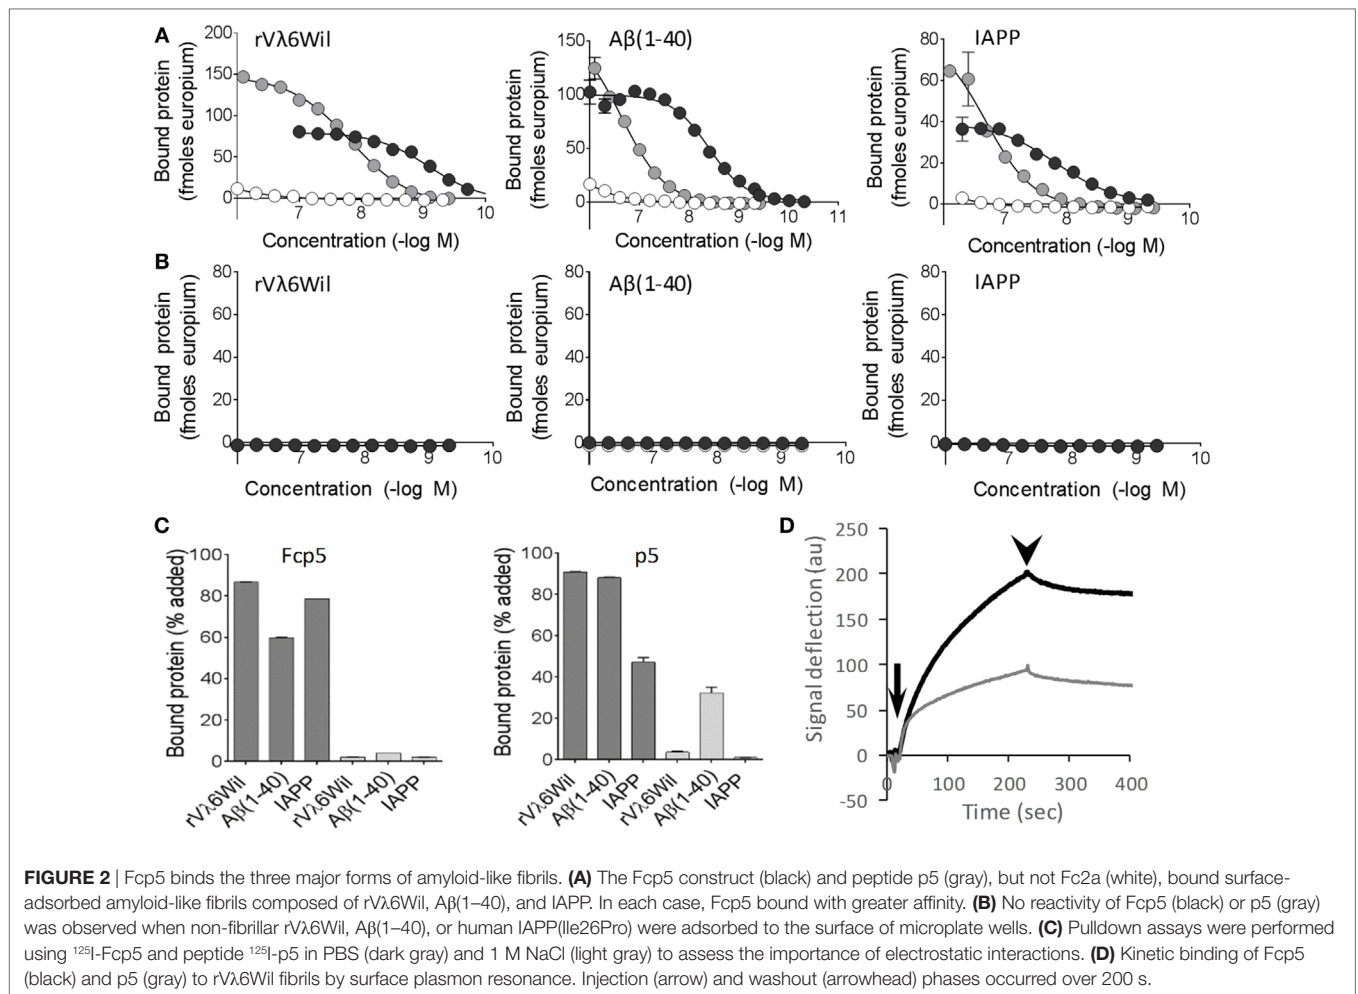 A
rVλ6Wil
Bound protein
(fmoles europium)
200
150
100
50
0
7
8
9
10
Concentration (-log M)
Aβ(1-40)
Bound protein
(fmoles europium)
150
100
50
0
7
8
9
10
11
Concentration (-log M)
IAPP
Bound protein
(fmoles europium)
80
60
40
20
0
7
8
9
10
Concentration (-log M)
B
rVλ6Wil
Bound protein
(fmoles europium)
80
60
40
20
0
7
8
9
10
Concentration (-log M)
Aβ(1-40)
Bound protein
(fmoles europium)
80
60
40
20
0
7
8
9
10
Concentration (-log M)
IAPP
Bound protein
(fmoles europium)
80
60
40
20
0
7
8
9
10
Concentration (-log M)
C
Fcp5
Bound protein (% added)
100
80
60
40
20
0
rVλ6Wil
Aβ(1-40)
IAPP
rVλ6Wil
Aβ(1-40)
IAPP
p5
Bound protein (% added)
100
80
60
40
20
0
rVλ6Wil
Aβ(1-40)
IAPP
rVλ6Wil
Aβ(1-40)
IAPP
D
Signal deflection (au)
250
200
150
100
50
0
-50
0
100
200
300
400
Time (sec)
FIGURE 2 | Fcp5 binds the three major forms of amyloid-like fibrils. (A) The Fcp5 construct (black) and peptide p5 (gray), but not Fc2a (white), bound surface-
adsorbed amyloid-like fibrils composed of rVλ6Wil, Aβ(1–40), and IAPP. In each case, Fcp5 bound with greater affinity. (B) No reactivity of Fcp5 (black) or p5 (gray)
was observed when non-fibrillar rVλ6Wil, Aβ(1–40), or human IAPP(Ile26Pro) were adsorbed to the surface of microplate wells. (C) Pulldown assays were performed
using ¹²⁵I-Fcp5 and peptide ¹²⁵I-p5 in PBS (dark gray) and 1 M NaCl (light gray) to assess the importance of electrostatic interactions. (D) Kinetic binding of Fcp5
(black) and p5 (gray) to rVλ6Wil fibrils by surface plasmon resonance. Injection (arrow) and washout (arrowhead) phases occurred over 200 s.